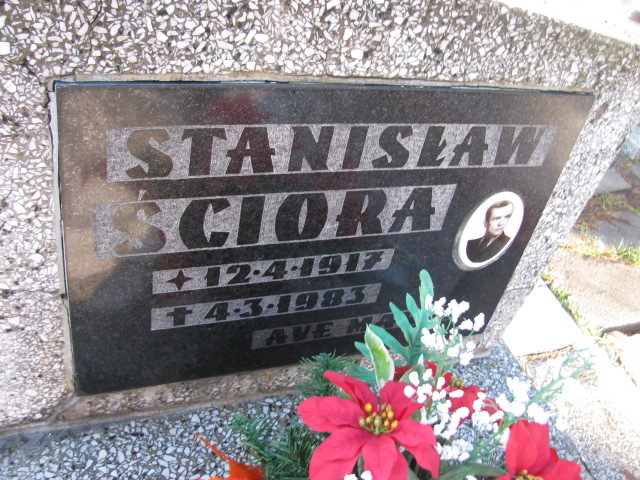 STANISŁAW
ŚCIORA
✦ 12·4·1917
✝ 4·3·1983
AVE